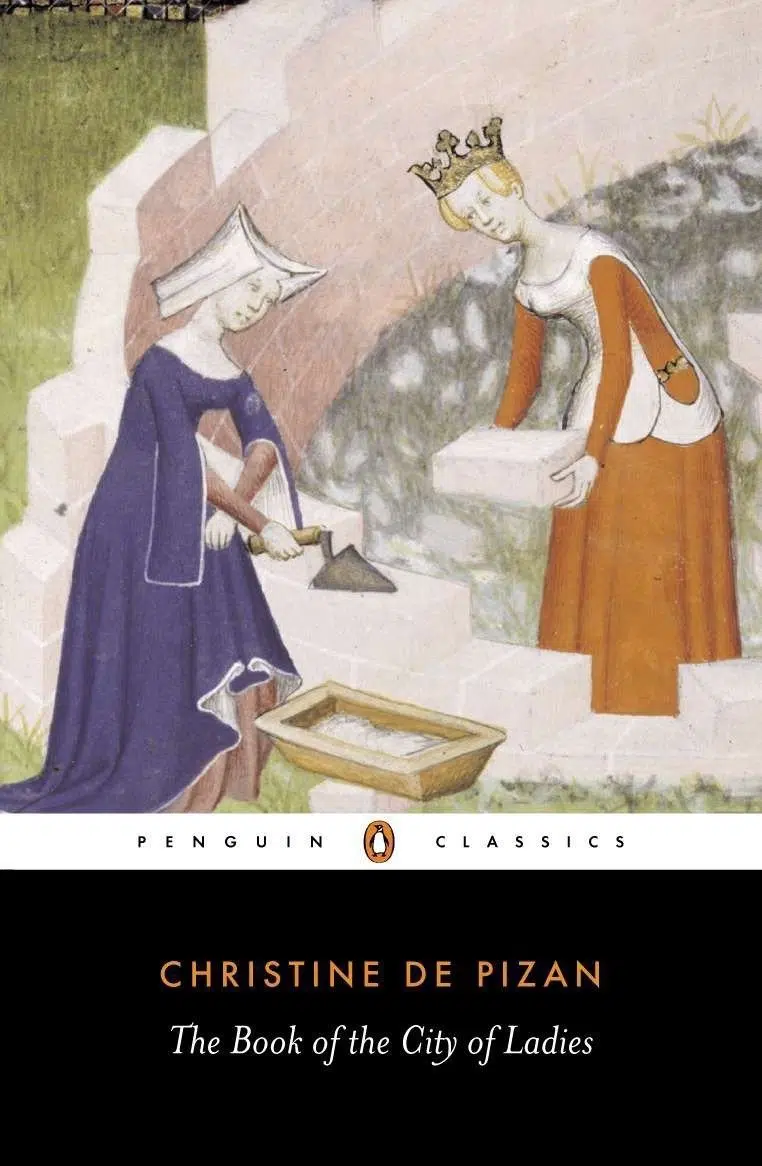 PENGUIN CLASSICS
CHRISTINE DE PIZAN
The Book of the City of Ladies